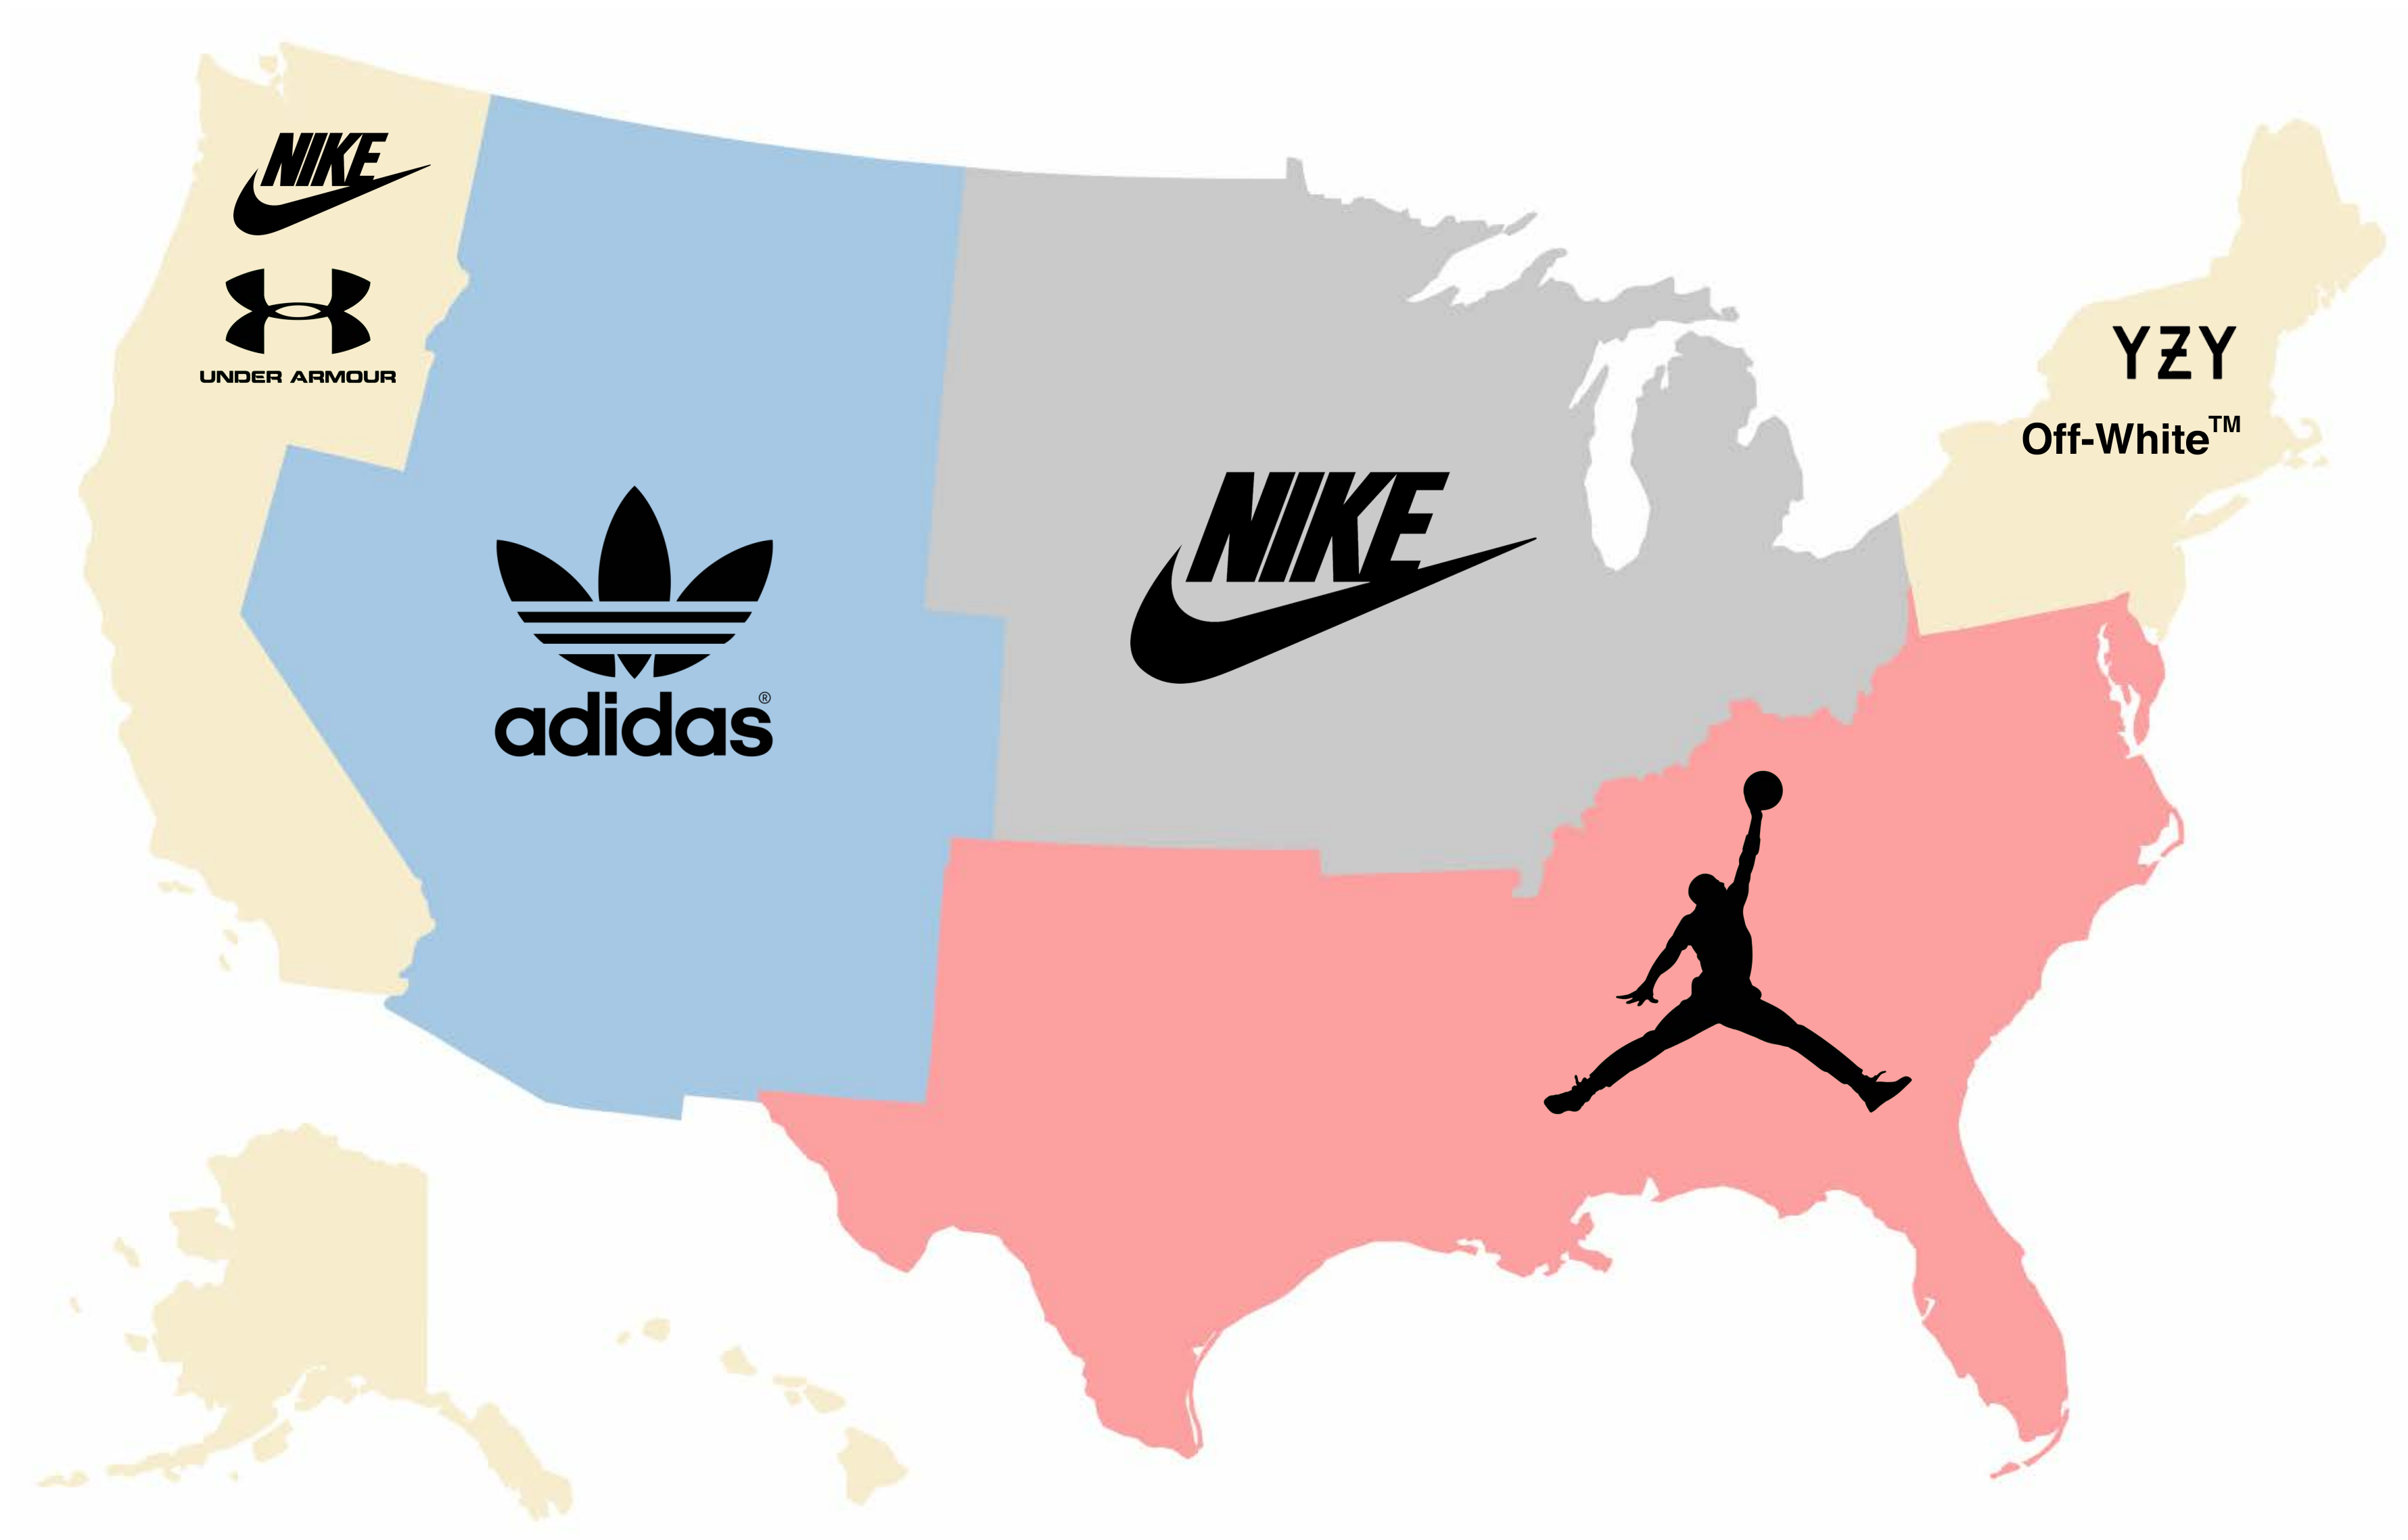 NIKE
UNDER ARMOUR
adidas®
NIKE
YZY
Off-White™